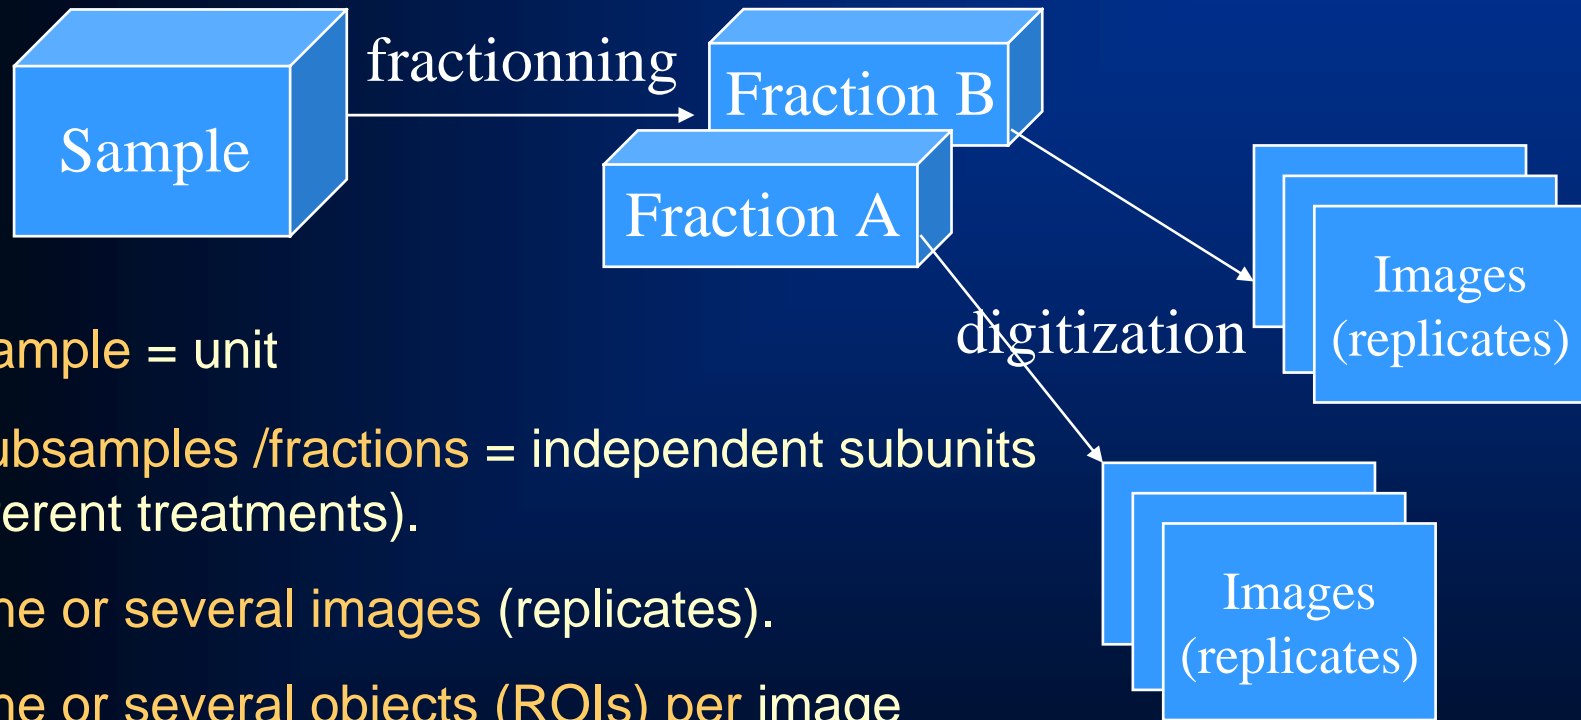 fractionning
Sample
Fraction B
Fraction A
Images
(replicates)
digitization
ample = unit
ubsamples /fractions = independent subunits
erent treatments).
ne or several images (replicates).
ne or several objects (ROIs) per image
Images
(replicates)